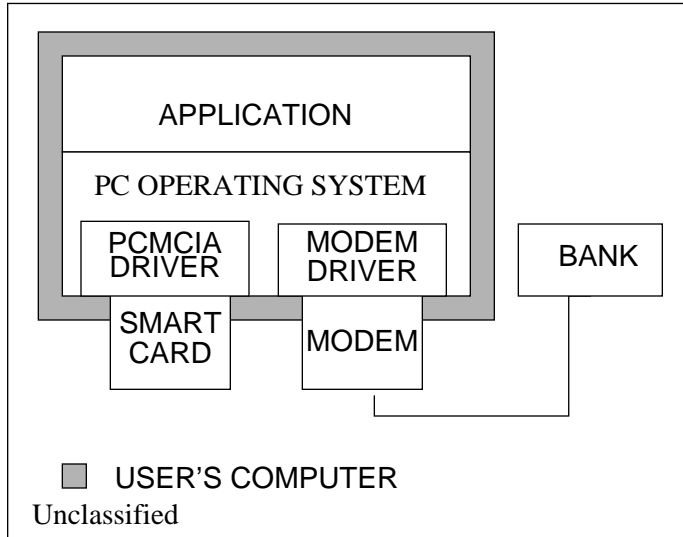 APPLICATION
PC OPERATING SYSTEM
PCMCIA
DRIVER
MODEM
DRIVER
BANK
SMART
CARD
MODEM
USER'S COMPUTER
Unclassified